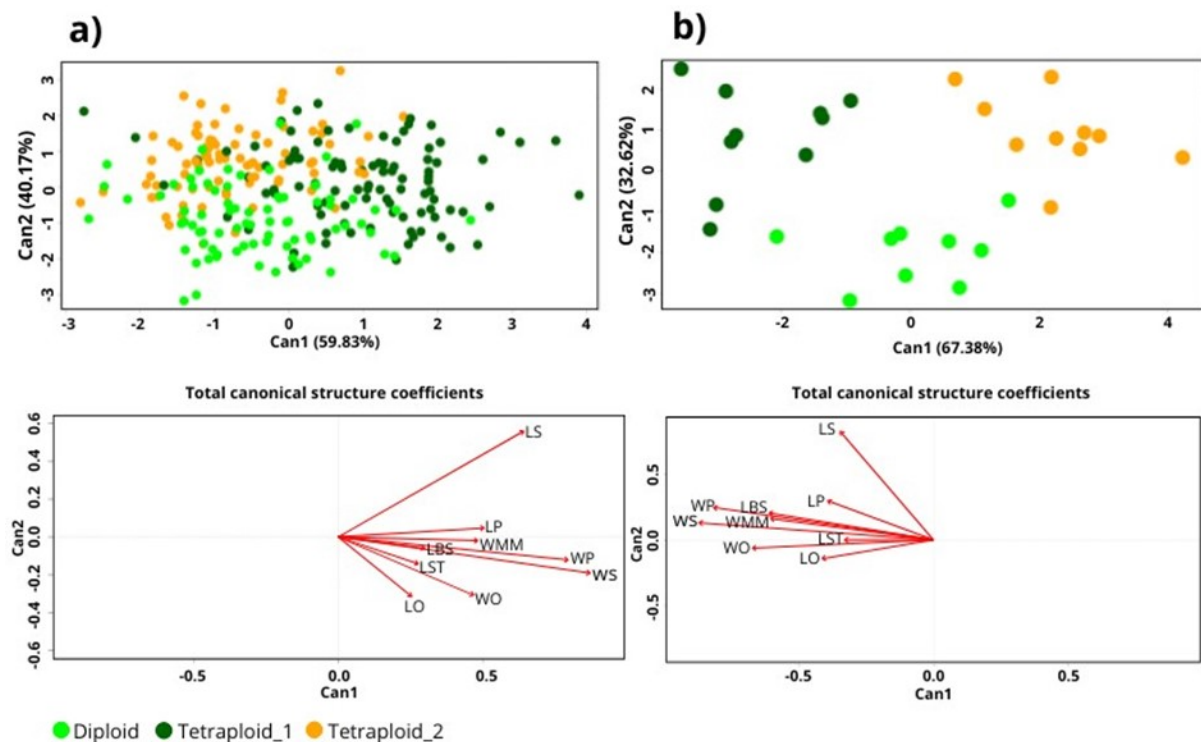 a)
3
2
1
0
-1
-2
-3
Can2 (40.17%)
-3 -2 -1 0 1 2 3 4
Can1 (59.83%)
b)
2
1
0
-1
-2
-3
Can2 (32.62%)
-2 0 2 4
Can1 (67.38%)
Total canonical structure coefficients
0.6
0.4
0.2
0.0
-0.2
-0.4
-0.6
Can2
LS
LP
WMM
LBS
WP
LST
WS
WO
LO
-0.5 0.0 0.5
Can1
Total canonical structure coefficients
0.5
0.0
-0.5
Can2
LS
LP
WP
LBS
WS
WMM
LST
WO
LO
-0.5 0.0 0.5
Can1
Diploid Tetraploid_1 Tetraploid_2